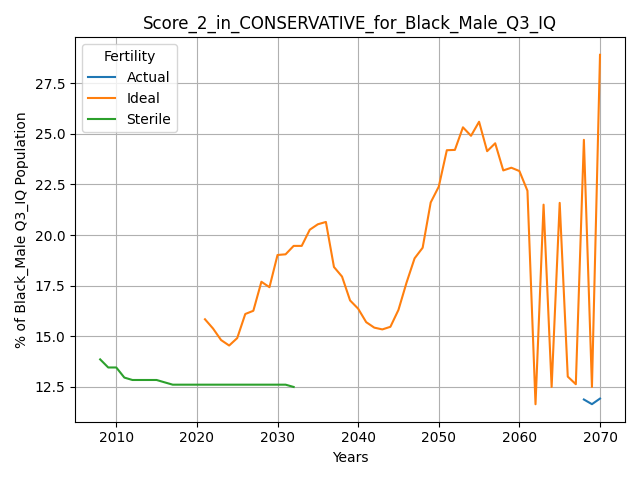 Score_2_in_CONSERVATIVE_for_Black_Male_Q3_IQ
Fertility
Actual
Ideal
Sterile
% of Black_Male Q3_IQ Population
27.5
25.0
22.5
20.0
17.5
15.0
12.5
2010 2020 2030 2040 2050 2060 2070
Years